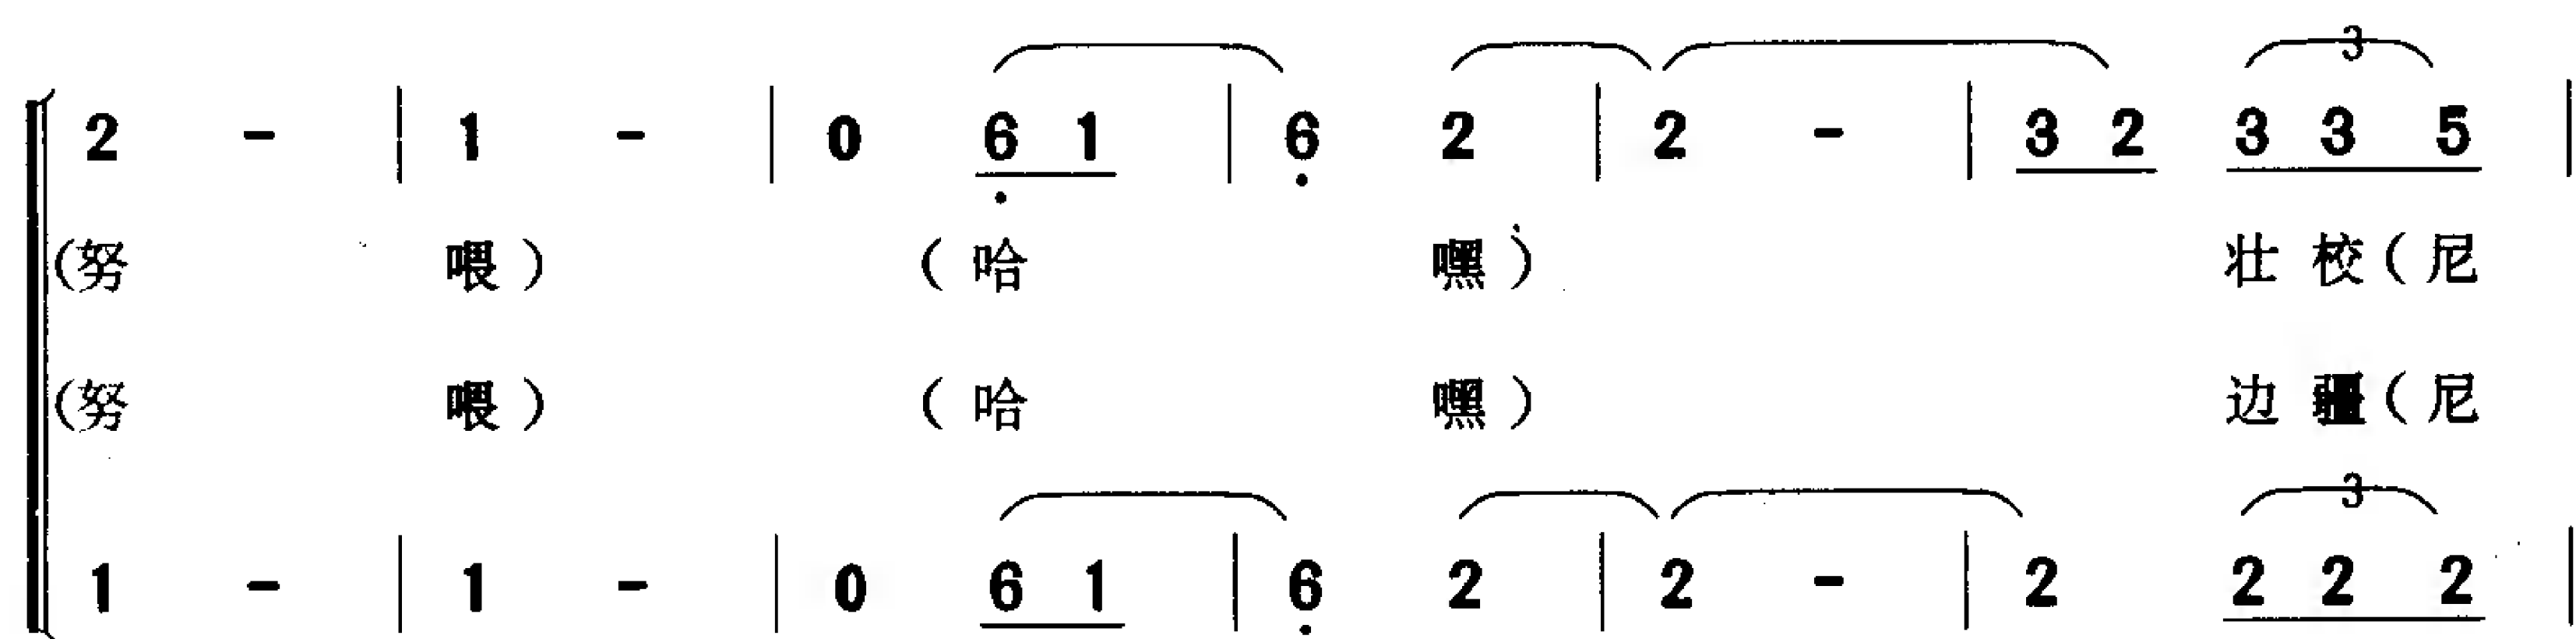 2 - | 1 - | 0 6̣ 1 | 6̣ 2 | 2 - | 3 2 3 3 5 |
(努 喂) (哈 嘿) 壮校(尼
(努 喂) (哈 嘿) 边疆(尼
1 - | 1 - | 0 6 1 | 6̣ 2 | 2 - | 2 2 2 2 |